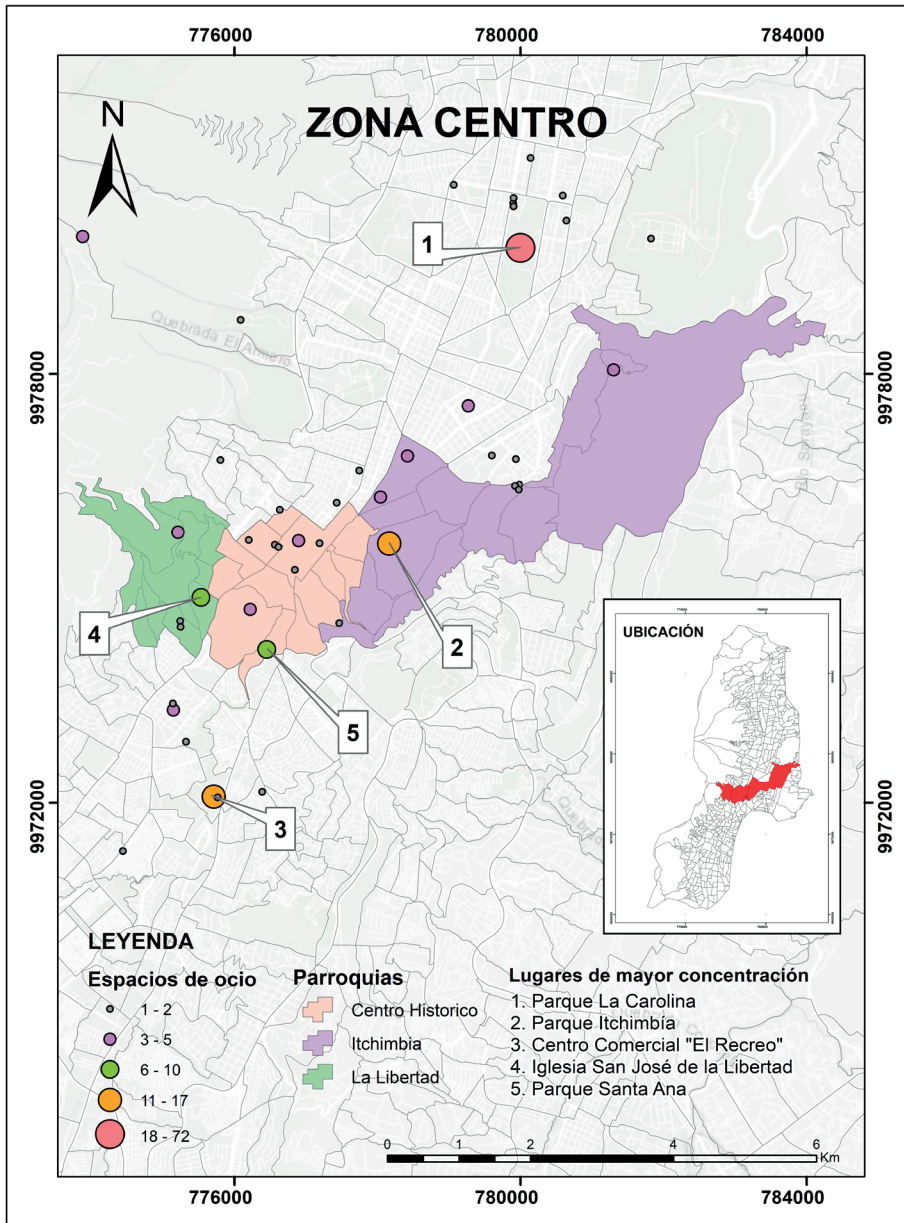 776000 780000 784000
ZONA CENTRO
N
1
Quebrada El Armero
9978000
9978000
Rio
4
2
UBICACIÓN
5
9972000
9972000
3
Quebrada
LEYENDA
Espacios de ocio
1 - 2
3 - 5
6 - 10
11 - 17
18 - 72
Parroquias
Centro Historico
Itchimbia
La Libertad
Lugares de mayor concentración
1. Parque La Carolina
2. Parque Itchimbía
3. Centro Comercial "El Recreo"
4. Iglesia San José de la Libertad
5. Parque Santa Ana
0 1 2 4 6
Km
776000 780000 784000